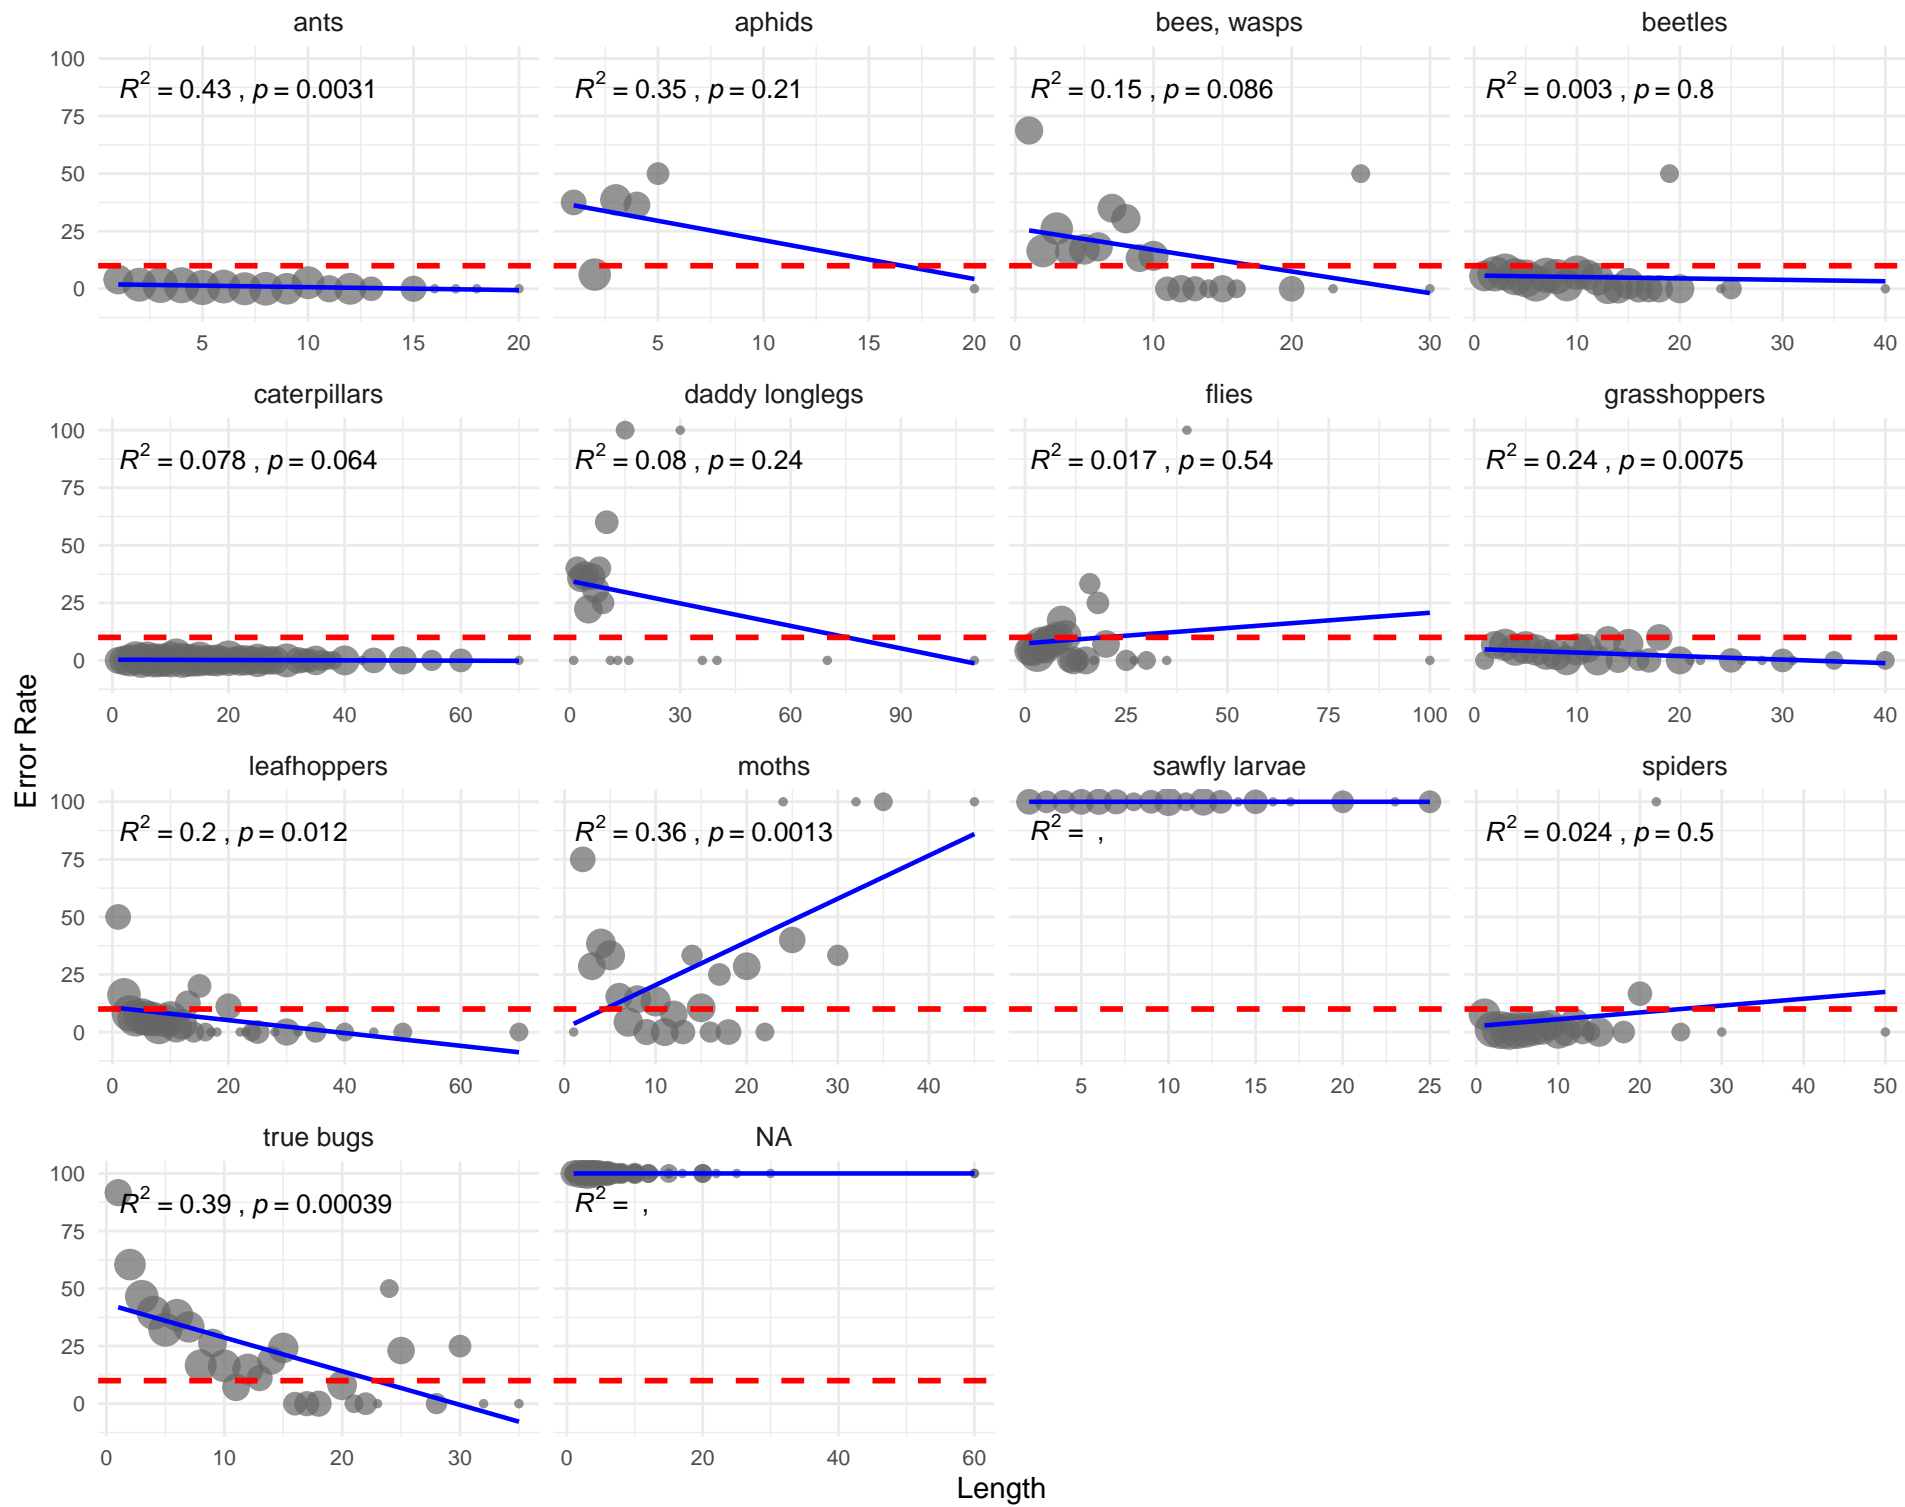 ants aphids bees, wasps beetles
100
R² = 0.43 , p = 0.0031 R² = 0.35 , p = 0.21 R² = 0.15 , p = 0.086 R² = 0.003 , p = 0.8
75
50
25
0
5 10 15 20 5 10 15 20 0 10 20 30 0 10 20 30 40
caterpillars daddy longlegs flies grasshoppers
100
R² = 0.078 , p = 0.064 R² = 0.08 , p = 0.24 R² = 0.017 , p = 0.54 R² = 0.24 , p = 0.0075
75
50
25
0
0 20 40 60 0 30 60 90 0 25 50 75 100 0 10 20 30 40
Error Rate
leafhoppers moths sawfly larvae spiders
100
R² = 0.2 , p = 0.012 R² = 0.36 , p = 0.0013 R² = , R² = 0.024 , p = 0.5
75
50
25
0
0 20 40 60 0 10 20 30 40 5 10 15 20 25 0 10 20 30 40 50
true bugs NA
100
R² = 0.39 , p = 0.00039 R² = ,
75
50
25
0
0 10 20 30 0 20 40 60
Length